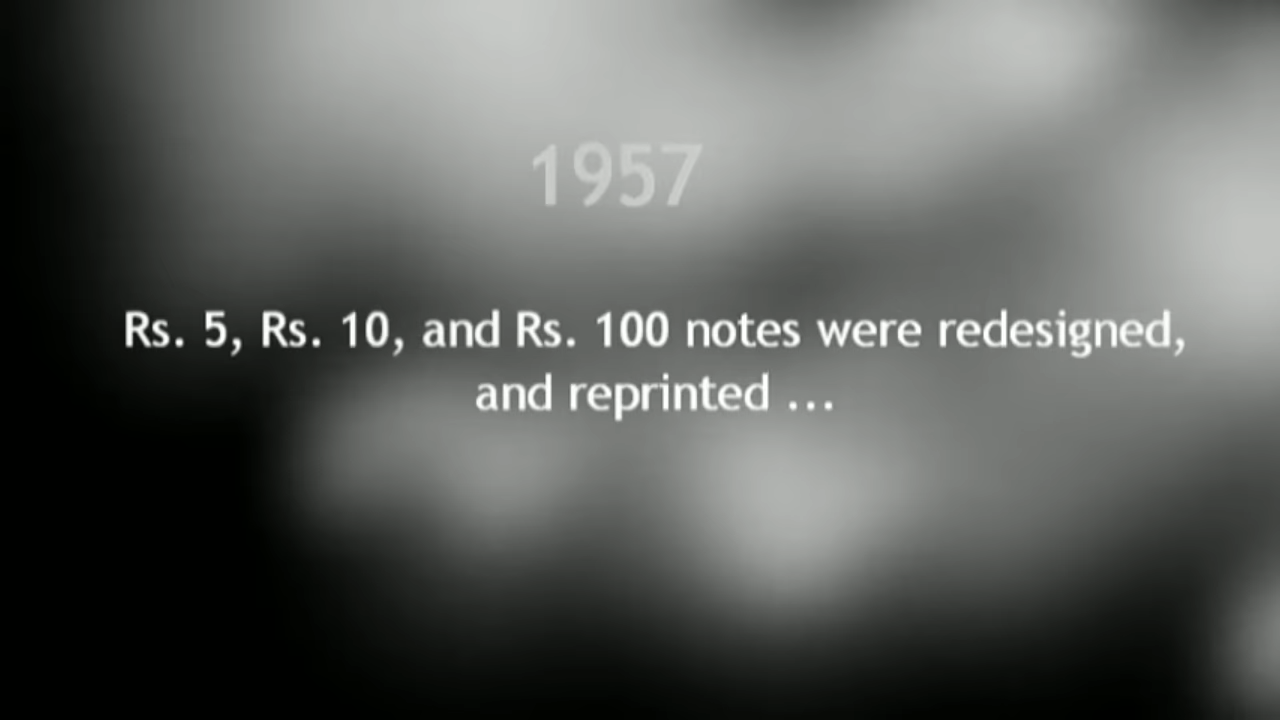 1957
Rs. 5, Rs. 10, and Rs. 100 notes were redesigned,
and reprinted ...